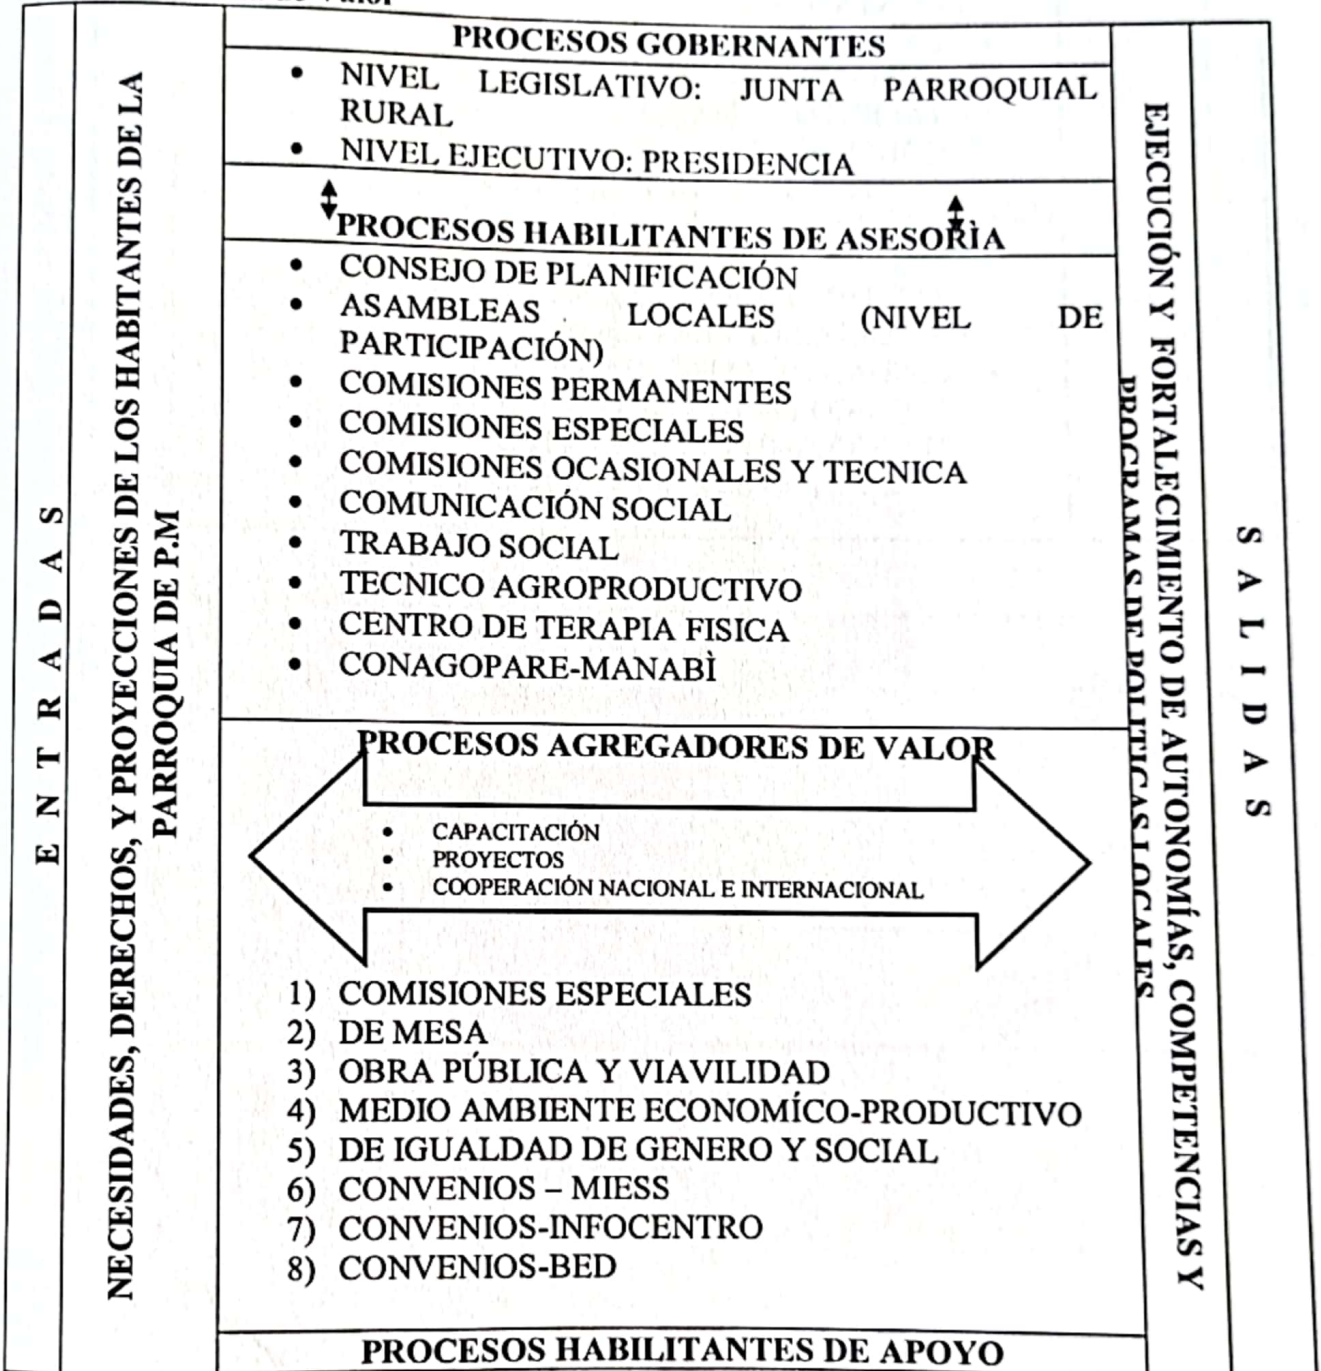 de Valor
PROCESOS GOBERNANTES
• NIVEL LEGISLATIVO: JUNTA PARROQUIAL
RURAL
• NIVEL EJECUTIVO: PRESIDENCIA
PROCESOS HABILITANTES DE ASESORÌA
• CONSEJO DE PLANIFICACIÓN
• ASAMBLEAS LOCALES (NIVEL DE
PARTICIPACIÓN)
• COMISIONES PERMANENTES
• COMISIONES ESPECIALES
• COMISIONES OCASIONALES Y TECNICA
• COMUNICACIÓN SOCIAL
• TRABAJO SOCIAL
• TECNICO AGROPRODUCTIVO
• CENTRO DE TERAPIA FISICA
• CONAGOPARE-MANABÌ
PROCESOS AGREGADORES DE VALOR
• CAPACITACIÓN
• PROYECTOS
• COOPERACIÓN NACIONAL E INTERNACIONAL
1) COMISIONES ESPECIALES
2) DE MESA
3) OBRA PÚBLICA Y VIAVILIDAD
4) MEDIO AMBIENTE ECONOMÍCO-PRODUCTIVO
5) DE IGUALDAD DE GENERO Y SOCIAL
6) CONVENIOS – MIESS
7) CONVENIOS-INFOCENTRO
8) CONVENIOS-BED
PROCESOS HABILITANTES DE APOYO
ENTRADAS
NECESIDADES, DERECHOS, Y PROYECCIONES DE LOS HABITANTES DE LA
PARROQUIA DE P.M
EJECUCIÓN Y FORTALECIMIENTO DE AUTONOMÍAS, COMPETENCIAS Y
PROGRAMAS DE POLITICAS LOCALES
SALIDAS